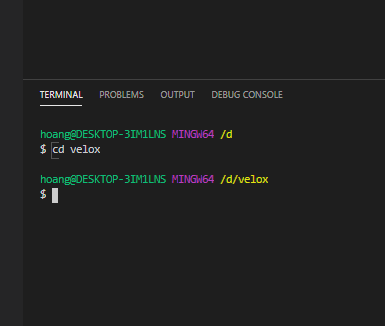 TERMINAL PROBLEMS OUTPUT DEBUG CONSOLE
hoang@DESKTOP-3IM1LNS MINGW64 /d
$ cd velox
hoang@DESKTOP-3IM1LNS MINGW64 /d/velox
$